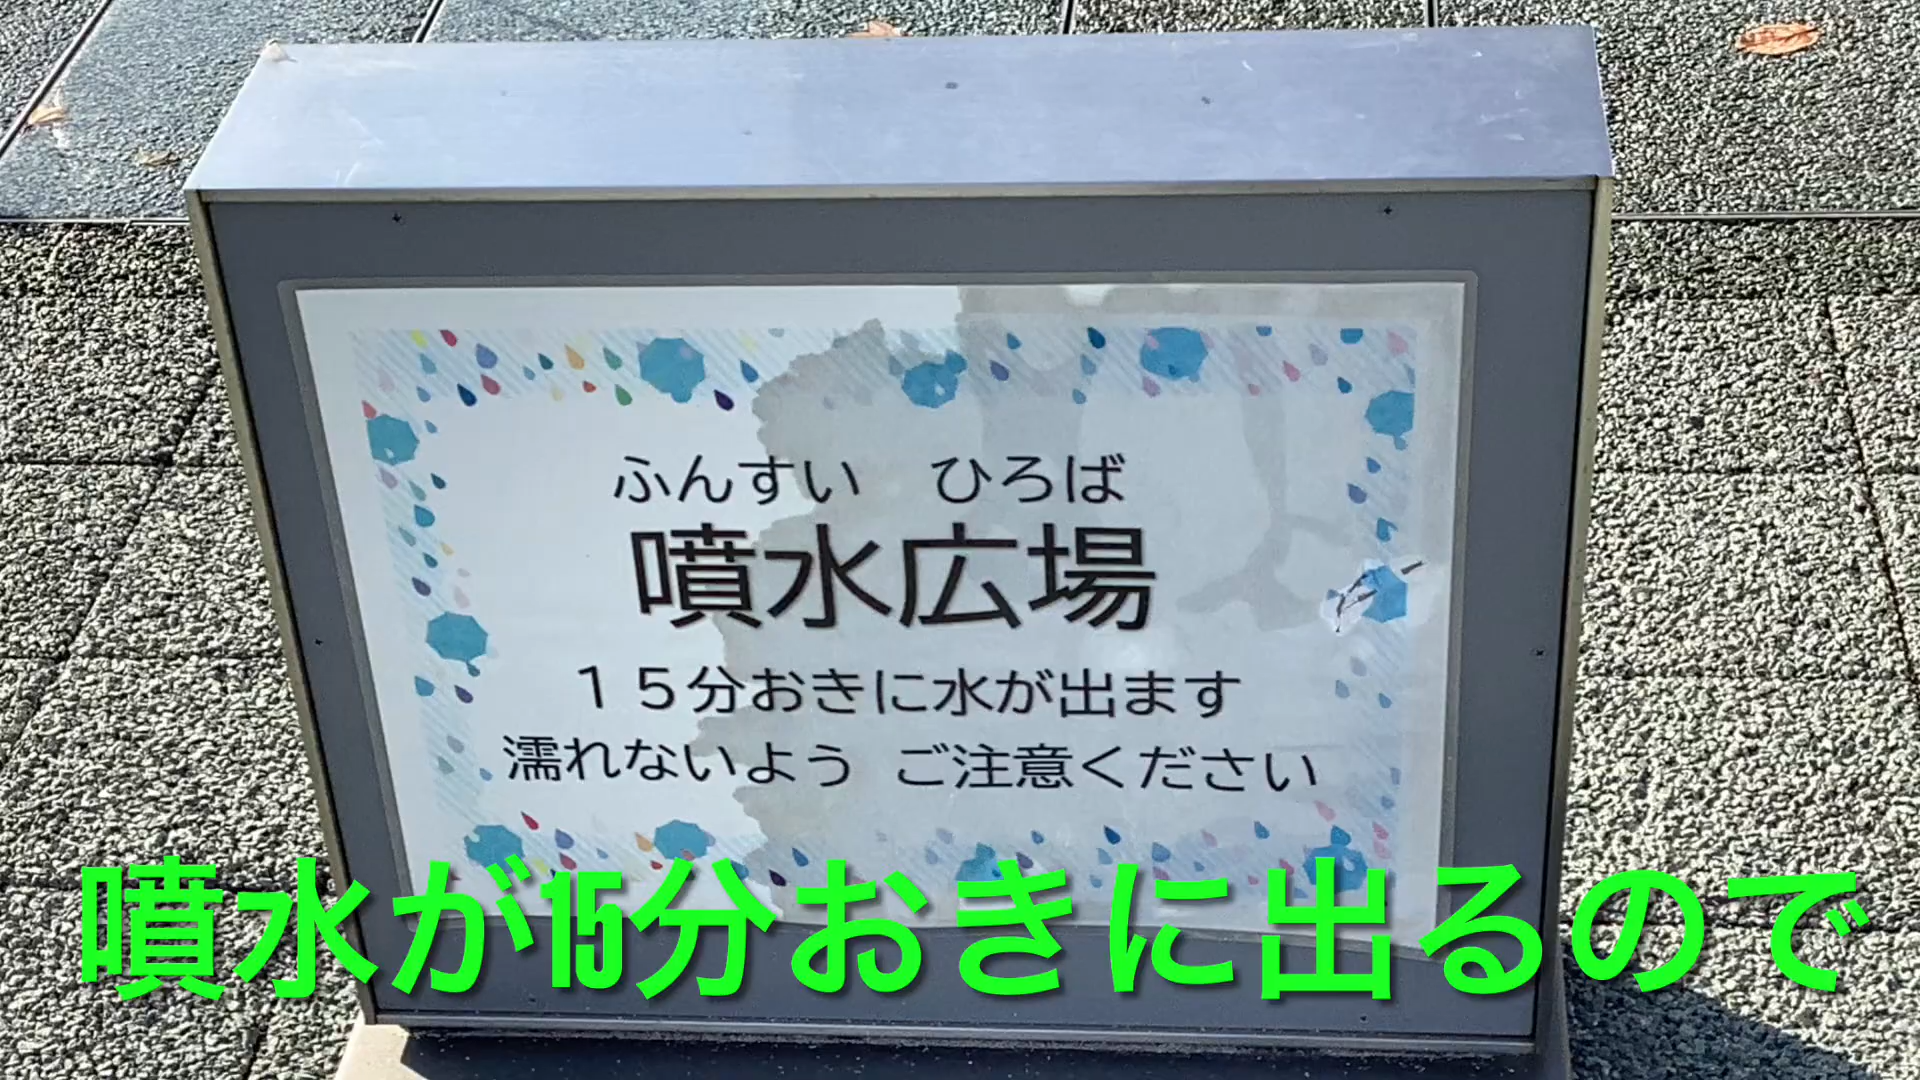 ふんすい　ひろば
噴水広場
１５分おきに水が出ます
濡れないよう ご注意ください
噴水が15分おきに出るので